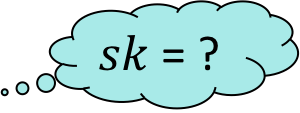 sk = ?